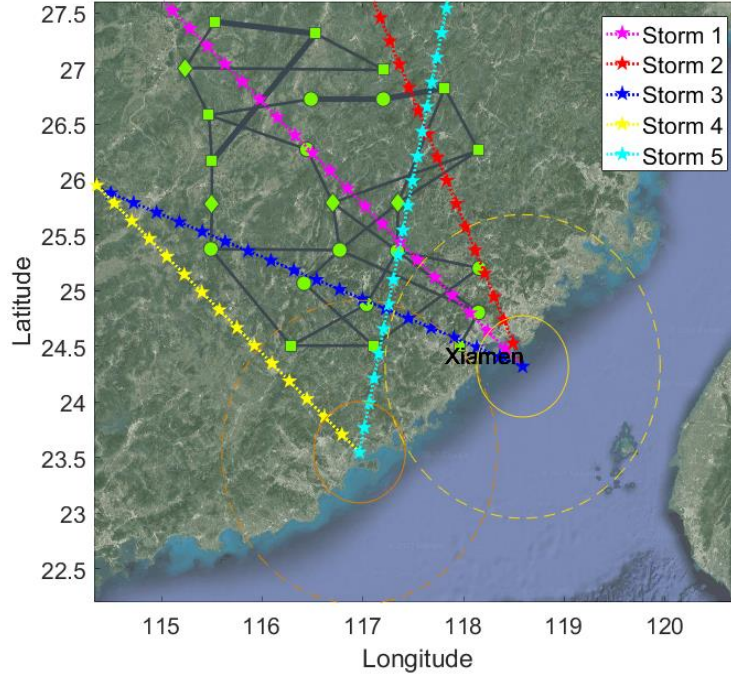 27.5
27
26.5
26
25.5
25
24.5
24
23.5
23
22.5
Latitude
115
116
117
118
119
120
Longitude
Storm 1
Storm 2
Storm 3
Storm 4
Storm 5
Xiamen